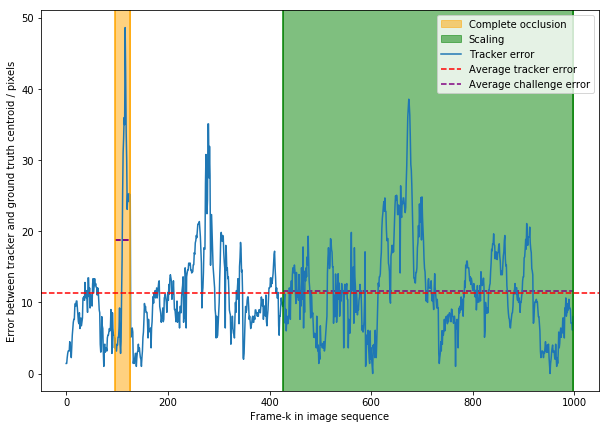 Complete occlusion
Scaling
Tracker error
Average tracker error
Average challenge error
Error between tracker and ground truth centroid / pixels
50
40
30
20
10
0
0 200 400 600 800 1000
Frame-k in image sequence